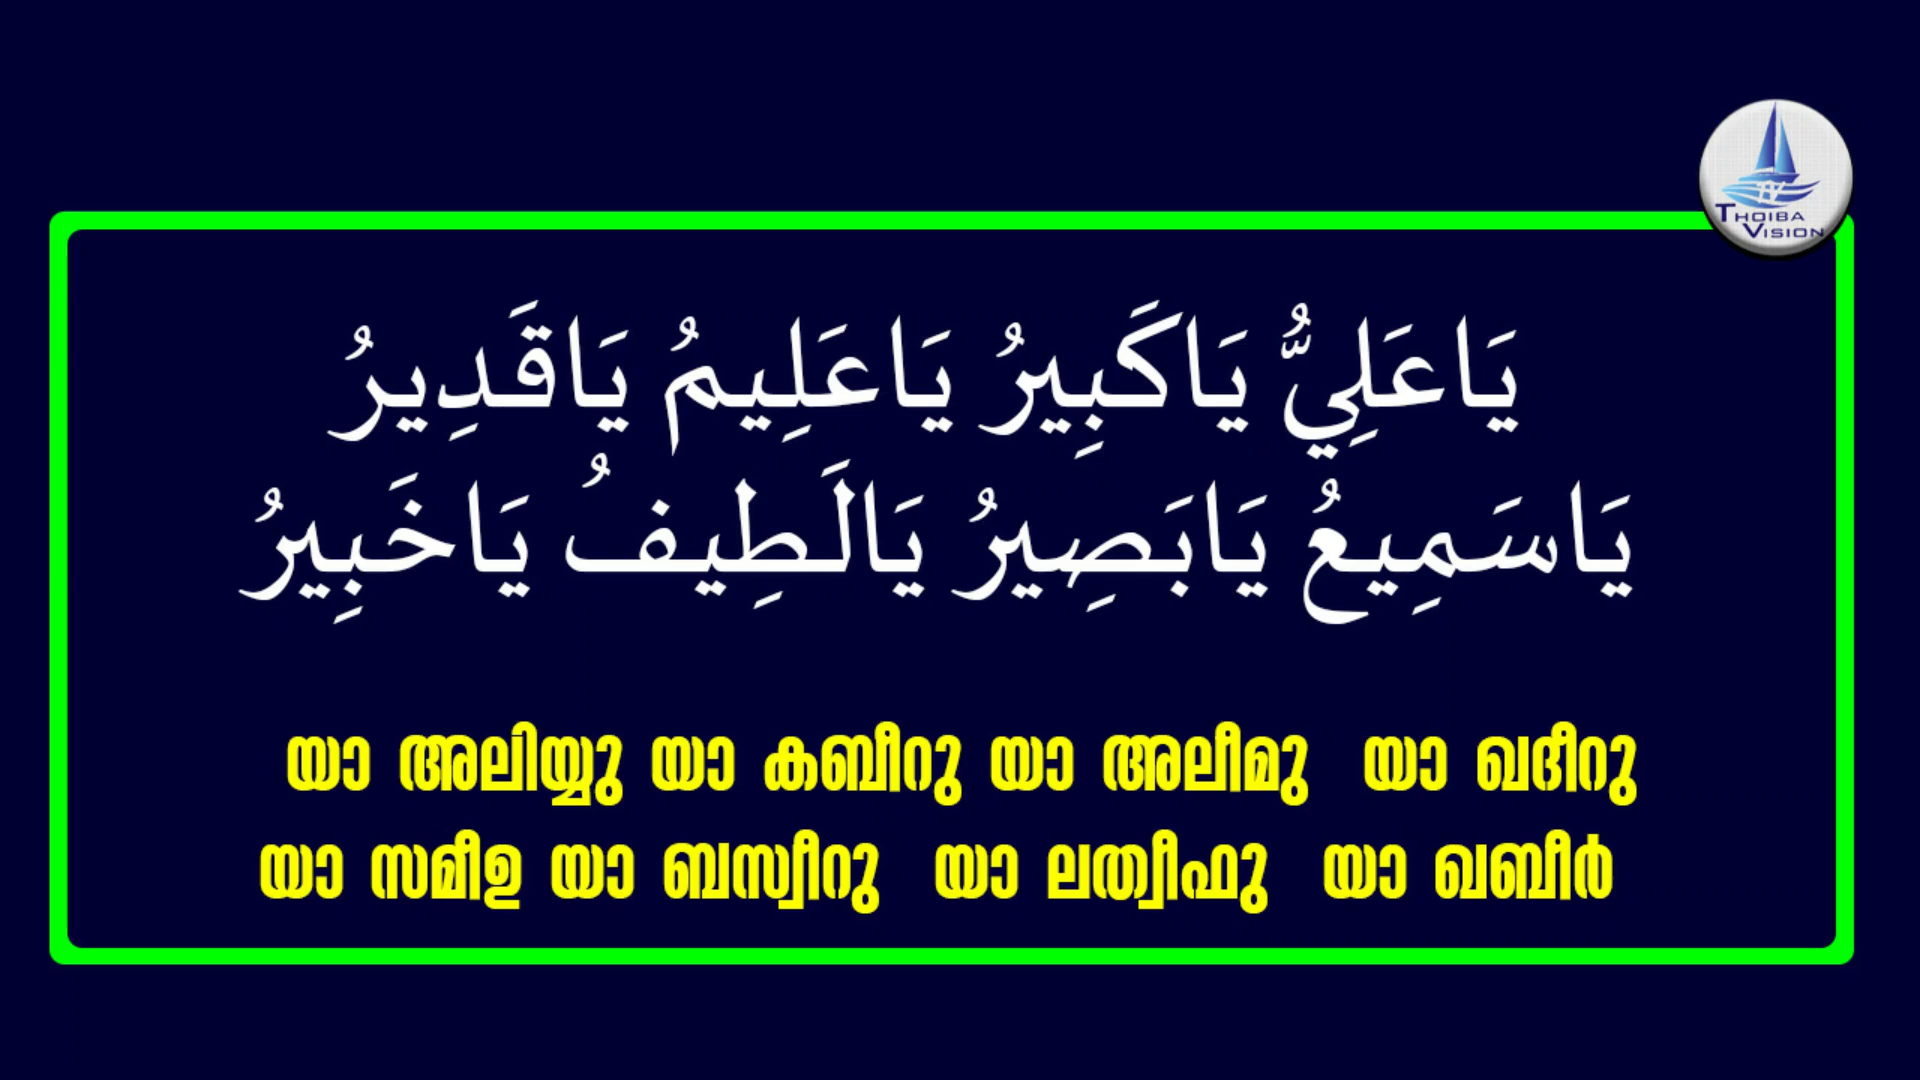 THOIBA
VISION
TV
يَاعَلِيُّ يَاكَبِيرُ يَاعَلِيمُ يَاقَدِيرُ
يَاسَمِيعُ يَابَصِيرُ يَالَطِيفُ يَاخَبِيرُ
യാ അലിയ്യു യാ കബീറു യാ അലീമു യാ ഖദീറു
യാ സമീഉ യാ ബസ്വീറു യാ ലത്വീഫു യാ ഖബീർ